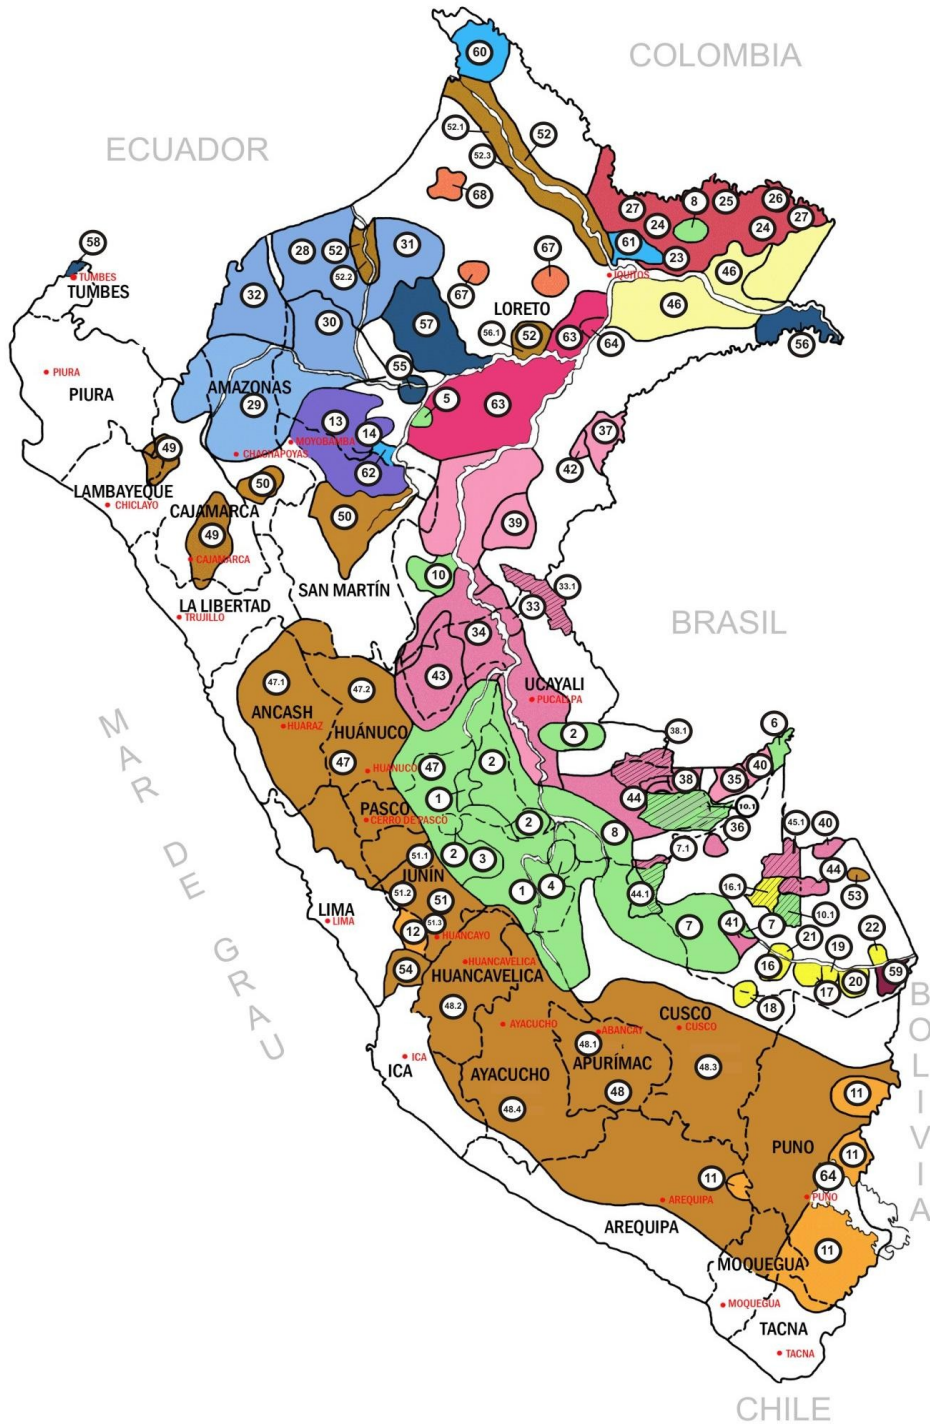 60
COLOMBIA
52.1
52
ECUADOR
52.3
68
27
24
8
25
26
24
27
58
TUMBES
TUMBES
28
52
31
61
23
52.2
67
67
IQUITOS
46
32
30
57
LORETO
46
56.1
52
63
64
56
55
PIURA
PIURA
AMAZONAS
29
5
63
13
14
37
MOYOBAMBA
49
CHACHAPOYAS
62
42
LAMBAYEQUE
50
CHICLAYO
CAJAMARCA
50
39
49
CAJAMARCA
10
SAN MARTÍN
33.1
LA LIBERTAD
33
TRUJILLO
BRASIL
34
43
47.1
47.2
UCAYALI
PUCALLPA
ANCASH
HUARAZ
HUÁNUCO
2
38.1
6
47
HUANUCO
47
2
38
35
40
1
44
10.1
PASCO
CERRO DE PASCO
2
8
36
45.1
40
51.1
2
3
7.1
JUNÍN
44
51.2
51
1
4
44.1
16.1
53
10.1
LIMA
LIMA
12
51.3
HUANCAYO
7
41
7
21
19
22
54
HUANCAVELICA
HUANCAVELICA
16
17
20
59
18
48.2
AYACUCHO
ABANCAY
CUSCO
CUSCO
48.1
ICA
ICA
AYACUCHO
APURÍMAC
48.3
48
48.4
11
PUNO
11
11
64
AREQUIPA
PUNO
AREQUIPA
11
MOQUEGUA
MOQUEGUA
TACNA
TACNA
CHILE
MAR DE GRAU
BOLIVIA